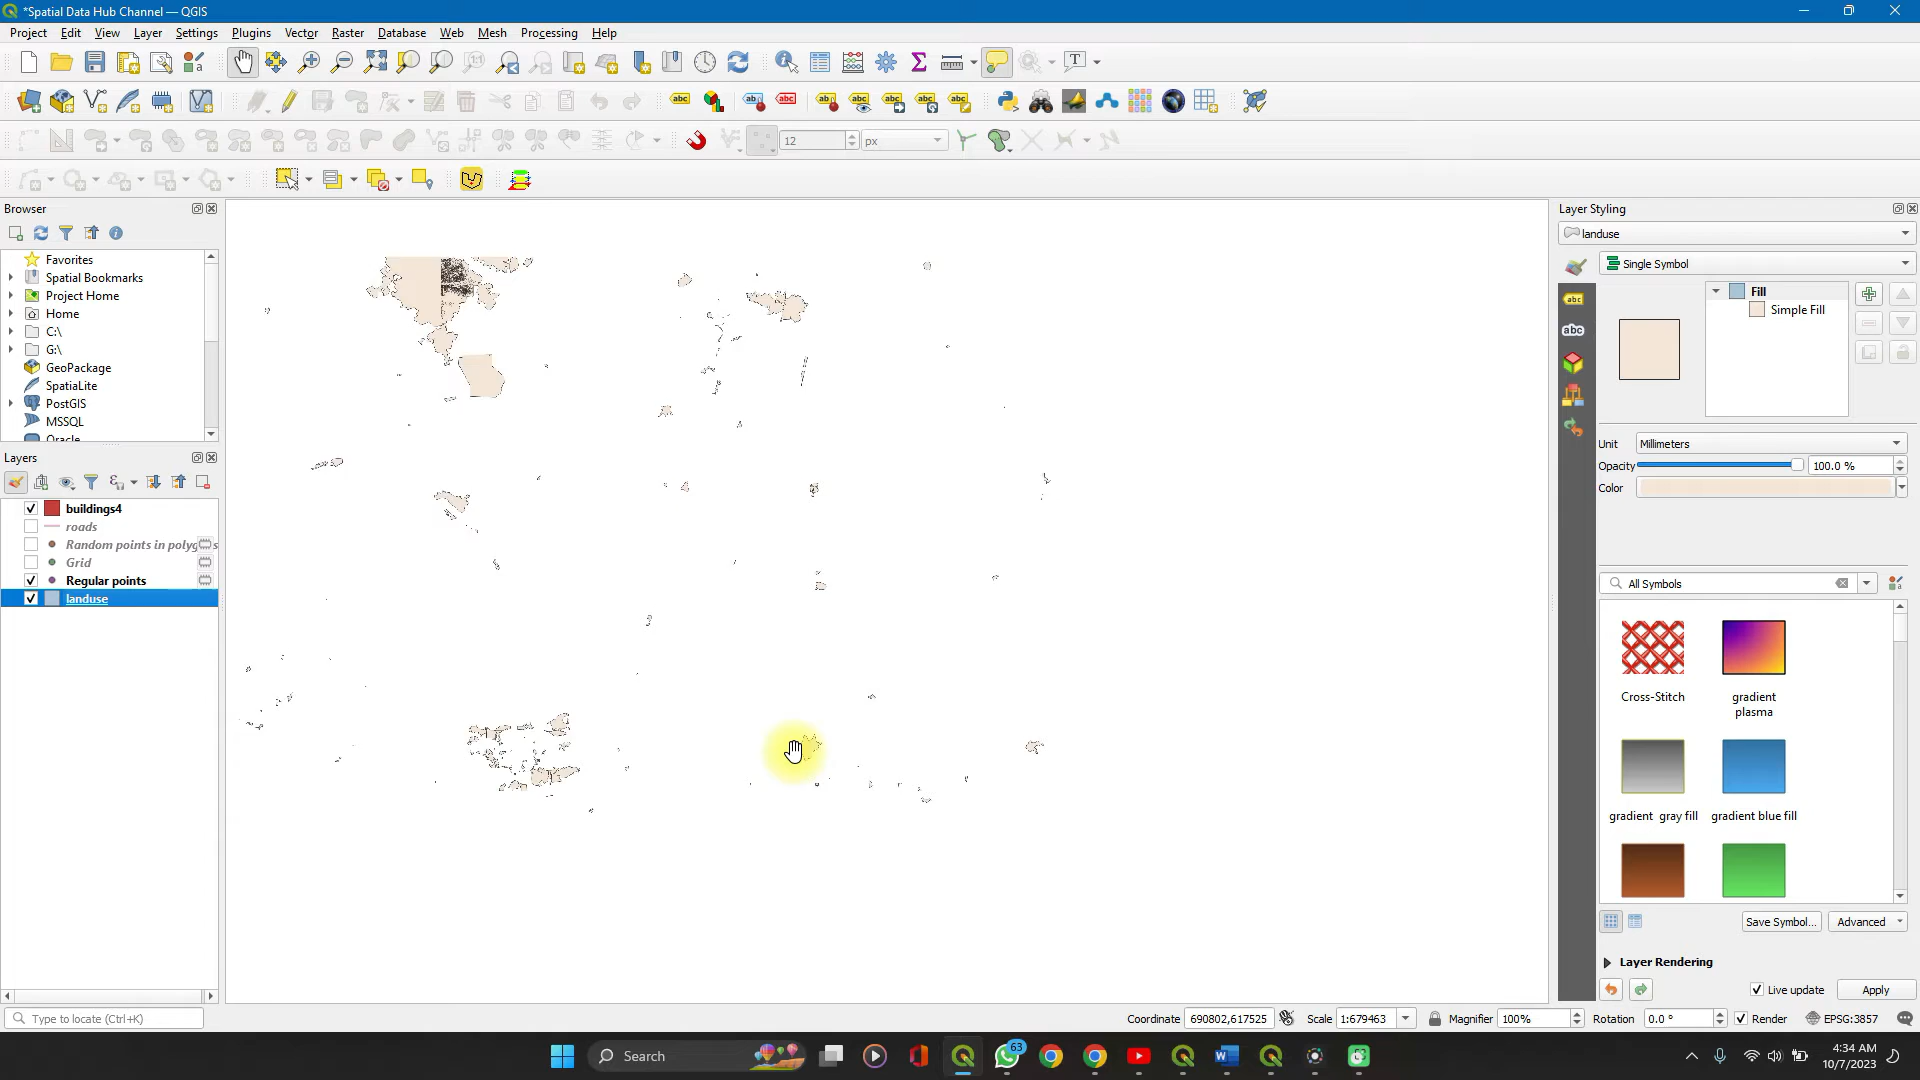 *Spatial Data Hub Channel — QGIS
Project Edit View Layer Settings Plugins Vector Raster Database Web Mesh Processing Help
12 px
Browser
Favorites
Spatial Bookmarks
Project Home
Home
C:\
G:\
GeoPackage
SpatiaLite
PostGIS
MSSQL
Oracle
Layers
buildings4
roads
Random points in polyg s
Grid
Regular points
landuse
Type to locate (Ctrl+K)
Layer Styling
landuse
Single Symbol
Fill
Simple Fill
Unit Millimeters
Opacity 100.0 %
Color
All Symbols
Cross-Stitch
gradient plasma
gradient gray fill
gradient blue fill
Save Symbol... Advanced
Layer Rendering
Live update Apply
Coordinate 690802,617525 Scale 1:679463 Magnifier 100% Rotation 0.0 ° Render EPSG:3857
Search
63
4:34 AM
10/7/2023